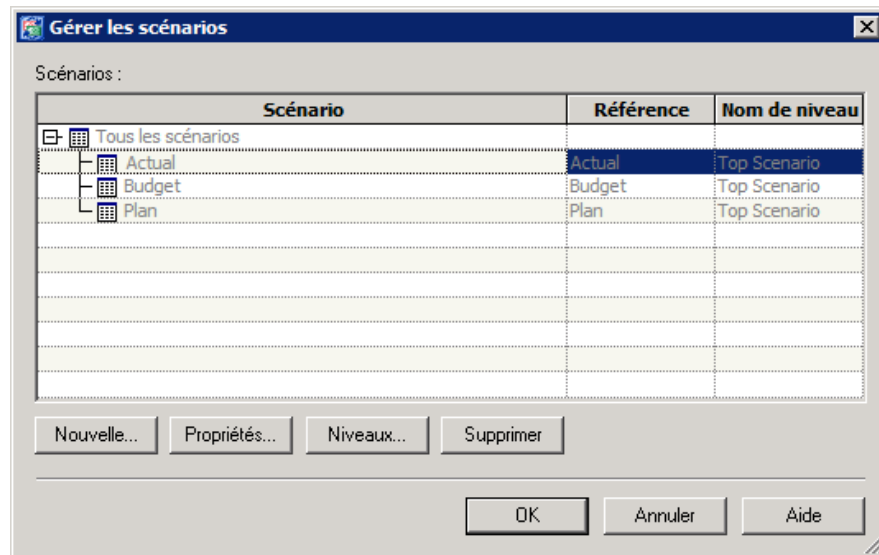 Gérer les scénarios
Scénarios :
Scénario Référence Nom de niveau
Tous les scénarios
Actual Actual Top Scenario
Budget Budget Top Scenario
Plan Plan Top Scenario
Nouvelle... Propriétés... Niveaux... Supprimer
OK Annuler Aide